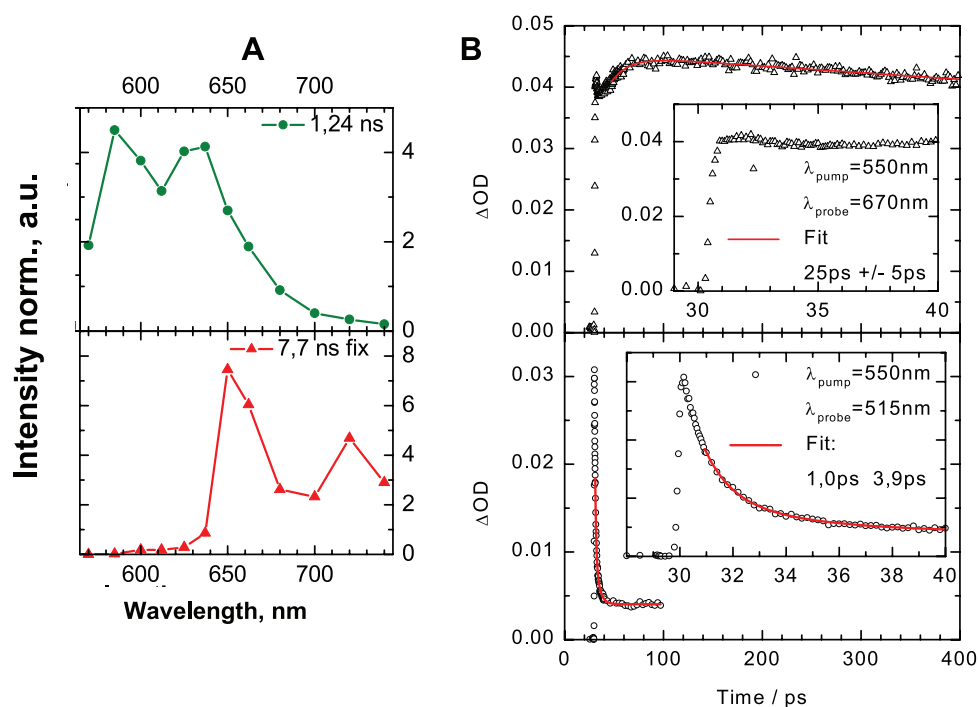 A
600 650 700
1,24 ns
4
2
0
7,7 ns fix
8
6
4
2
0
600 650 700
Wavelength, nm
Intensity norm., a.u.
B
0.05
0.04
0.03
0.02
0.01
0.00
ΔOD
0.04
0.02
0.00
30 35 40
λpump=550nm
λprobe=670nm
Fit
25ps +/- 5ps
0.03
0.02
0.01
0.00
ΔOD
λpump=550nm
λprobe=515nm
Fit:
1,0ps 3,9ps
30 32 34 36 38 40
0 100 200 300 400
Time / ps